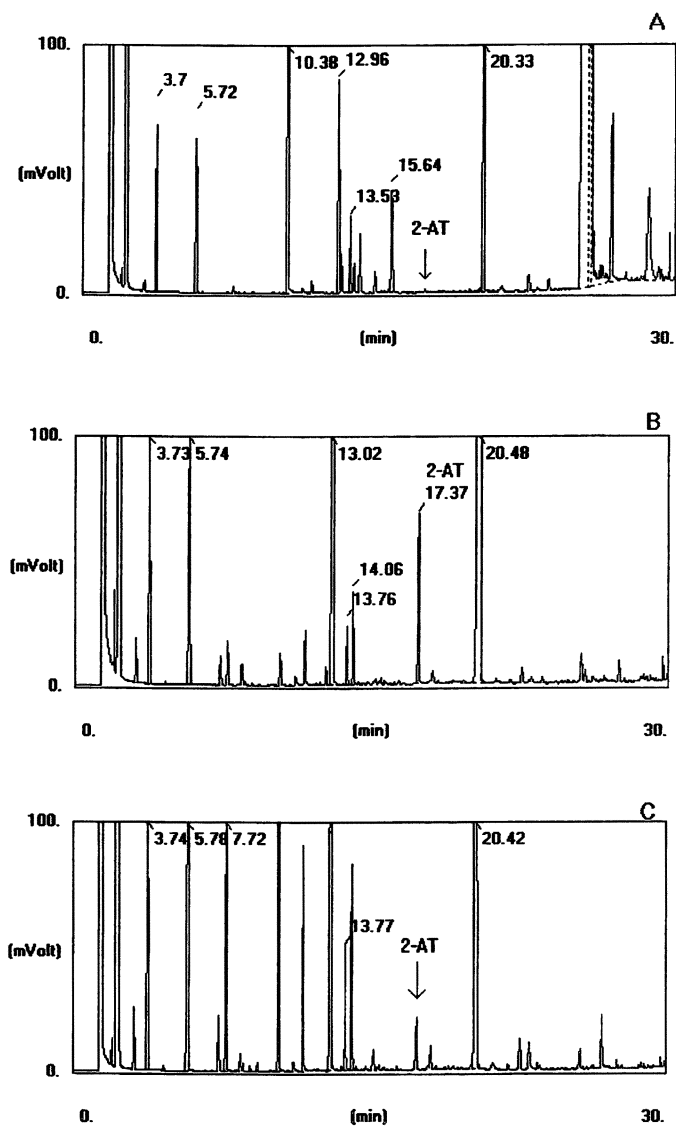 A
100.
10.38 12.96 20.33
3.7
5.72
15.64
(mVolt)
13.53
2-AT
0.
0. (min) 30.
B
100.
3.73 5.74 13.02 20.48
2-AT
17.37
(mVolt)
14.06
13.76
0.
0. (min) 30.
C
100.
3.74 5.78 7.72 20.42
13.77
2-AT
(mVolt)
0.
0. (min) 30.